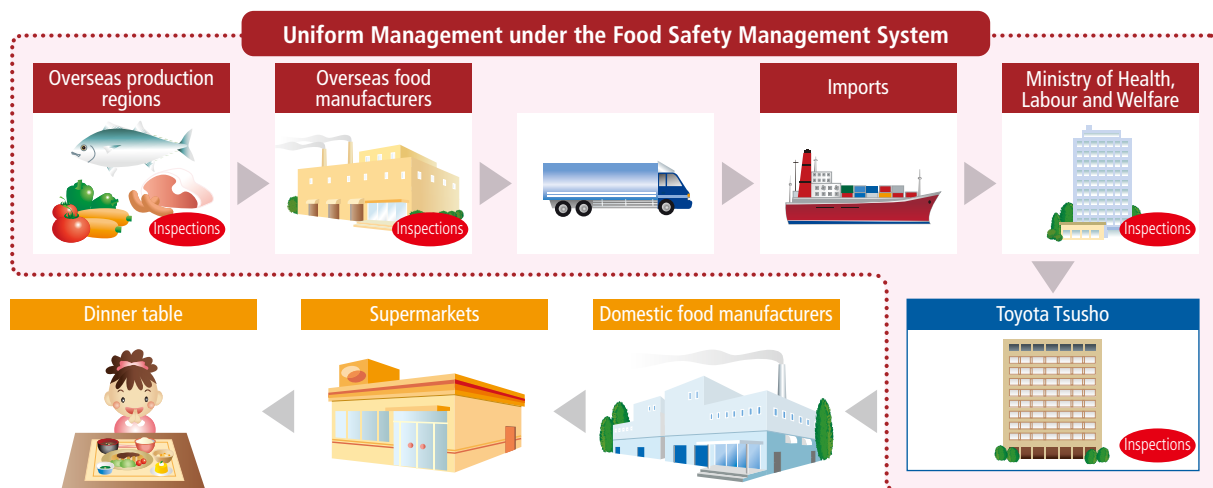 Uniform Management under the Food Safety Management System
Overseas production
regions
Overseas food
manufacturers
Imports
Ministry of Health,
Labour and Welfare
Inspections
Inspections
Inspections
Dinner table
Supermarkets
Domestic food manufacturers
Toyota Tsusho
Inspections